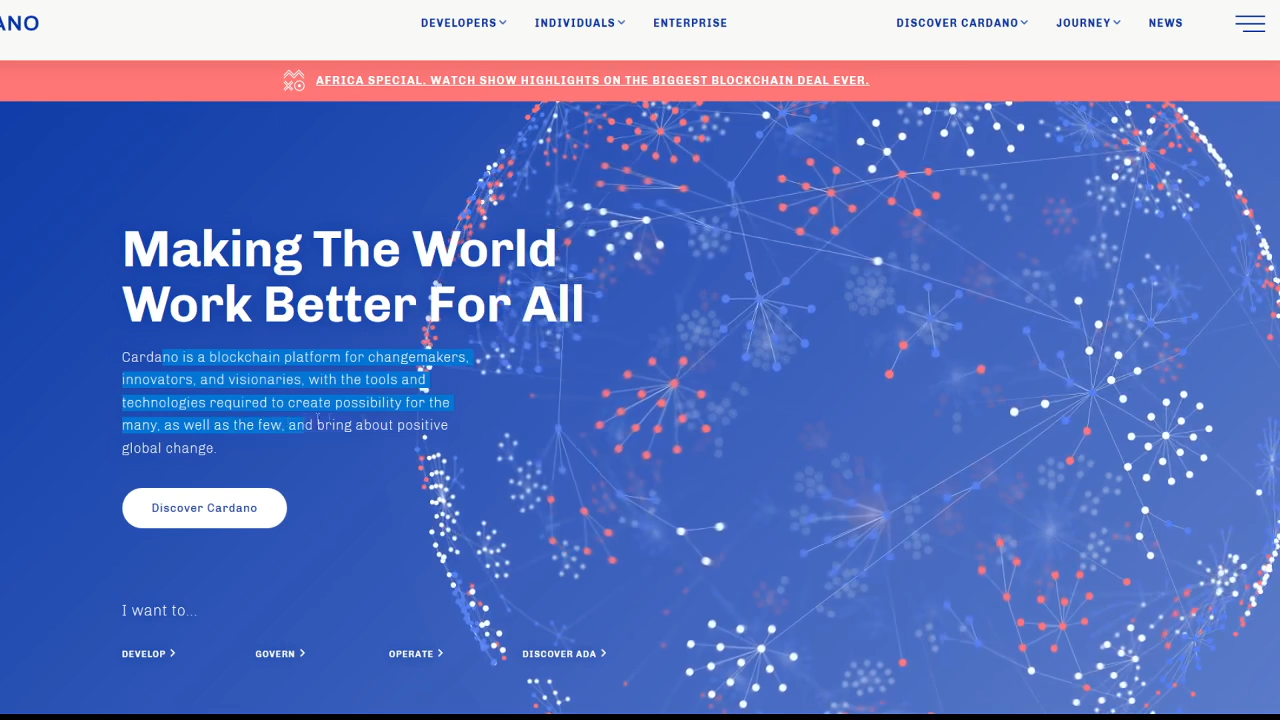 ANO
DEVELOPERS INDIVIDUALS ENTERPRISE DISCOVER CARDANO JOURNEY NEWS
AFRICA SPECIAL. WATCH SHOW HIGHLIGHTS ON THE BIGGEST BLOCKCHAIN DEAL EVER.
Making The World
Work Better For All
Cardano is a blockchain platform for changemakers,
innovators, and visionaries, with the tools and
technologies required to create possibility for the
many, as well as the few, and bring about positive
global change.
Discover Cardano
I want to...
DEVELOP GOVERN OPERATE DISCOVER ADA